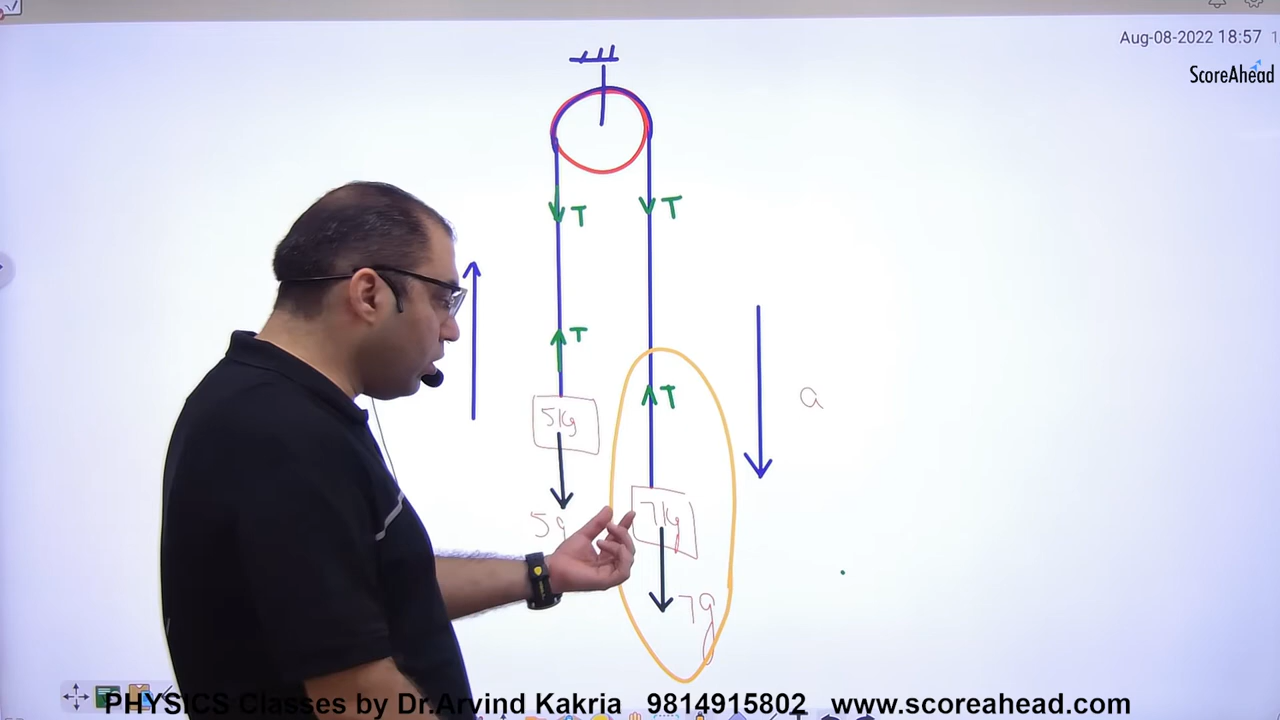 Aug-08-2022 18:57 1
ScoreAhead
T T
T
T
a
5kg
7kg
5g
7g
PHYSICS Classes by Dr.Arvind Kakria 9814915802 www.scoreahead.com